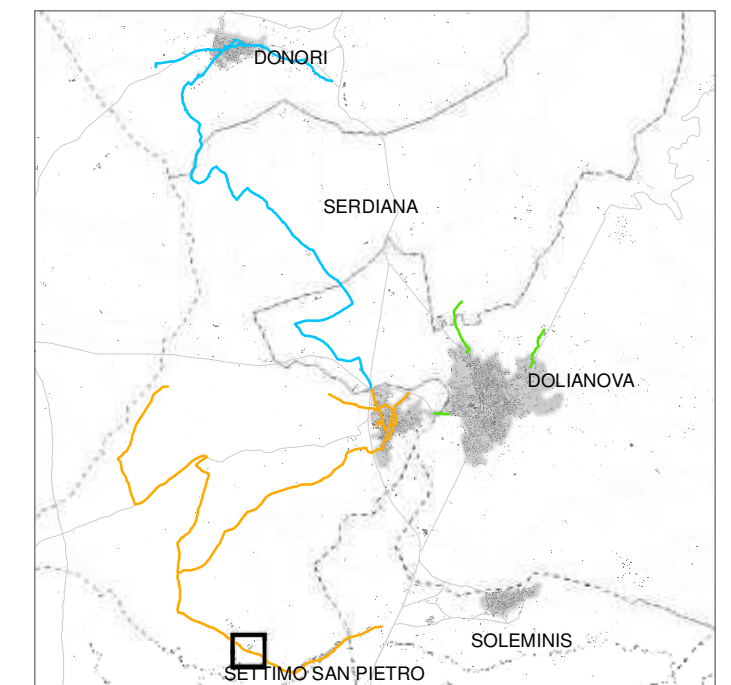 DONORI
SERDIANA
DOLIANOVA
SOLEMINIS
SETTIMO SAN PIETRO